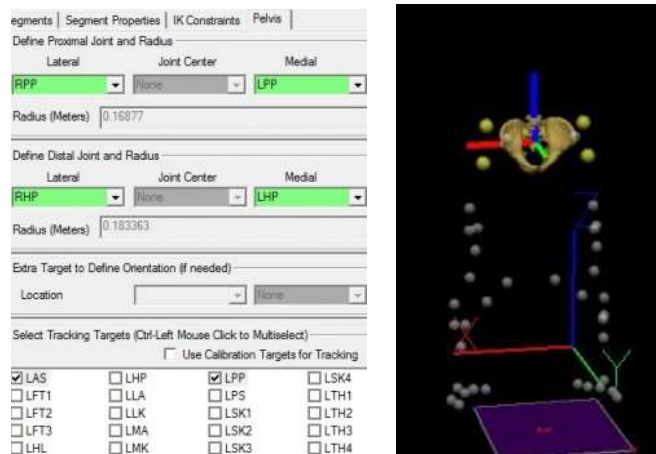 egments Segment Properties IK Constraints Pelvis
Define Proximal Joint and Radius
Lateral Joint Center Medial
RPP None LPP
Radius (Meters) 0.16877
Define Distal Joint and Radius
Lateral Joint Center Medial
RHP None LHP
Radius (Meters) 0.183363
Extra Target to Define Orientation (if needed)
Location None
Select Tracking Targets (Ctrl-Left Mouse Click to Multiselect)
Use Calibration Targets for Tracking
LAS LHP LPP LSK4
LFT1 LLA LPS LTH1
LFT2 LLK LSK1 LTH2
LFT3 LMA LSK2 LTH3
LHL LMK LSK3 LTH4
X
Y